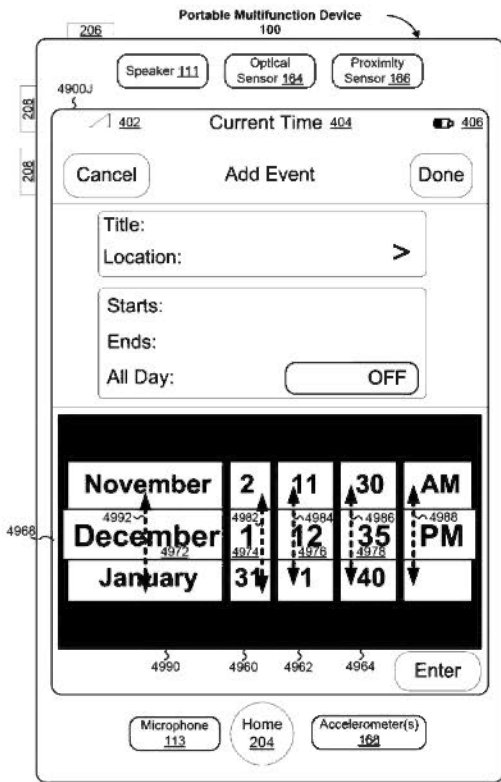 Portable Multifunction Device
100
206
Speaker 111
Optical
Sensor 164
Proximity
Sensor 166
4900J
208
402
Current Time 404
406
208
Cancel
Add Event
Done
Title:
Location:
>
Starts:
Ends:
All Day:
OFF
November 2 11 30 AM
4992 4982 4984 4986 4988
4968
December 1 12 35 PM
4972 4974 4976 4978
January 31 1 40
4990 4960 4962 4964
Enter
Microphone
113
Home
204
Accelerometer(s)
168